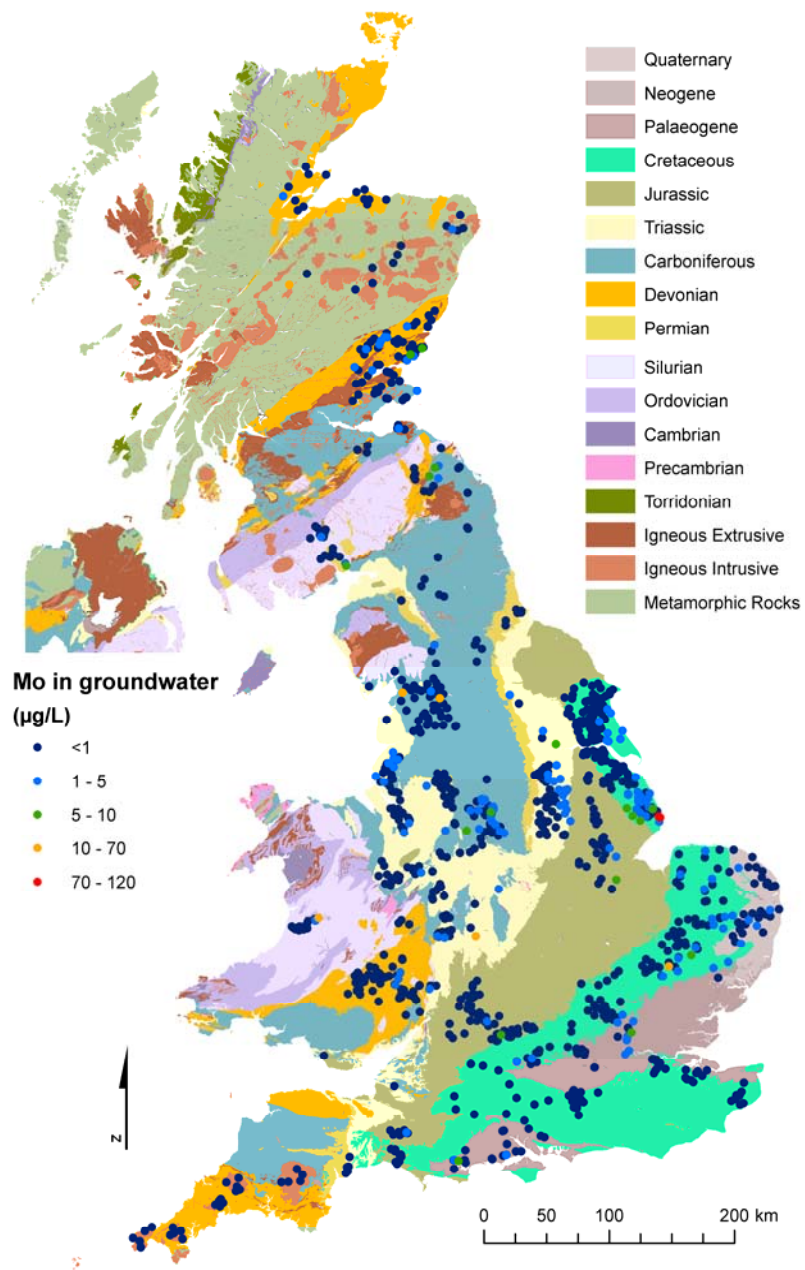 Quaternary
Neogene
Palaeogene
Cretaceous
Jurassic
Triassic
Carboniferous
Devonian
Permian
Silurian
Ordovician
Cambrian
Precambrian
Torridonian
Igneous Extrusive
Igneous Intrusive
Metamorphic Rocks
Mo in groundwater
(µg/L)
<1
1 - 5
5 - 10
10 - 70
70 - 120
N
0 50 100 200 km